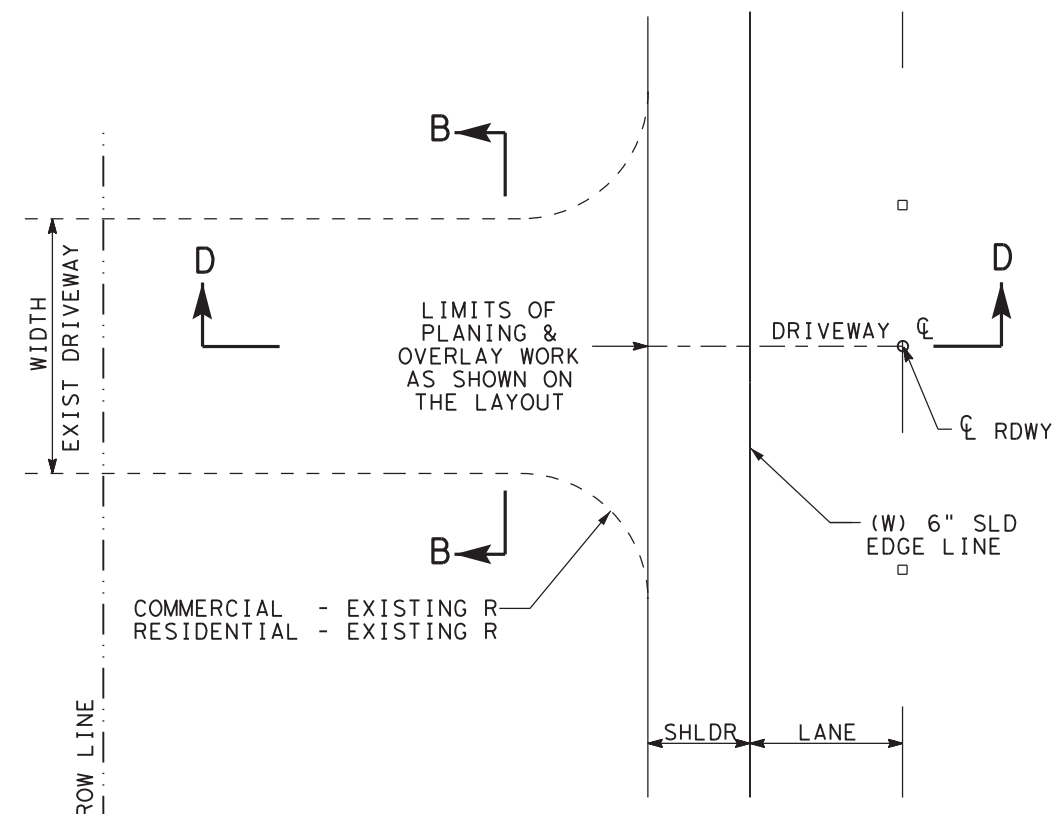 B
D
D
WIDTH
EXIST DRIVEWAY
LIMITS OF
PLANING &
OVERLAY WORK
AS SHOWN ON
THE LAYOUT
DRIVEWAY ℄
℄ RDWY
(W) 6" SLD
EDGE LINE
B
COMMERCIAL - EXISTING R
RESIDENTIAL - EXISTING R
ROW LINE
SHLDR
LANE